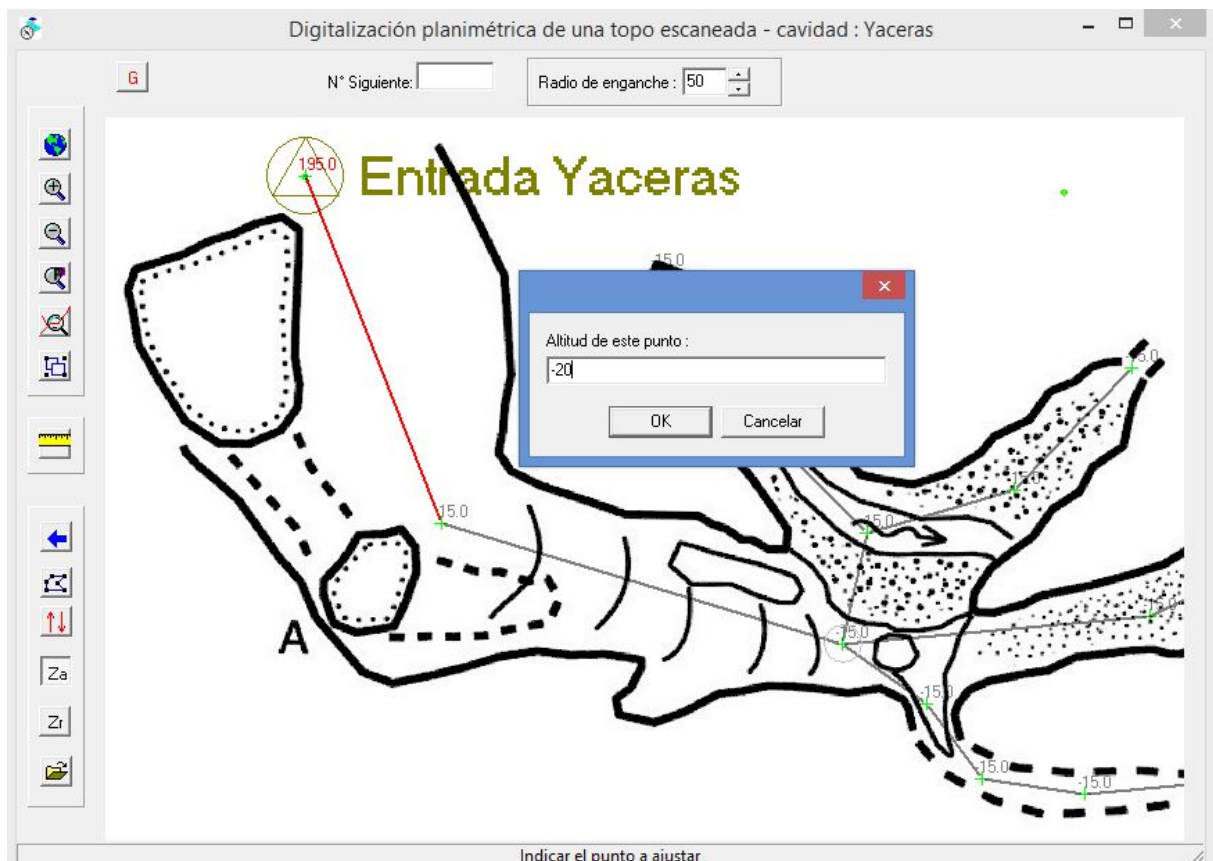 Digitalización planimétrica de una topo escaneada - cavidad : Yaceras
G N° Siguiente: Radio de enganche : 50
195.0 Entrada Yaceras
-15.0
Altitud de este punto :
-20
OK Cancelar
-15.0
-15.0
15.0 -15.0
-15.0
A -15.0
Za
-15.0
Zr
-15.0
-15.0
Indicar el punto a ajustar